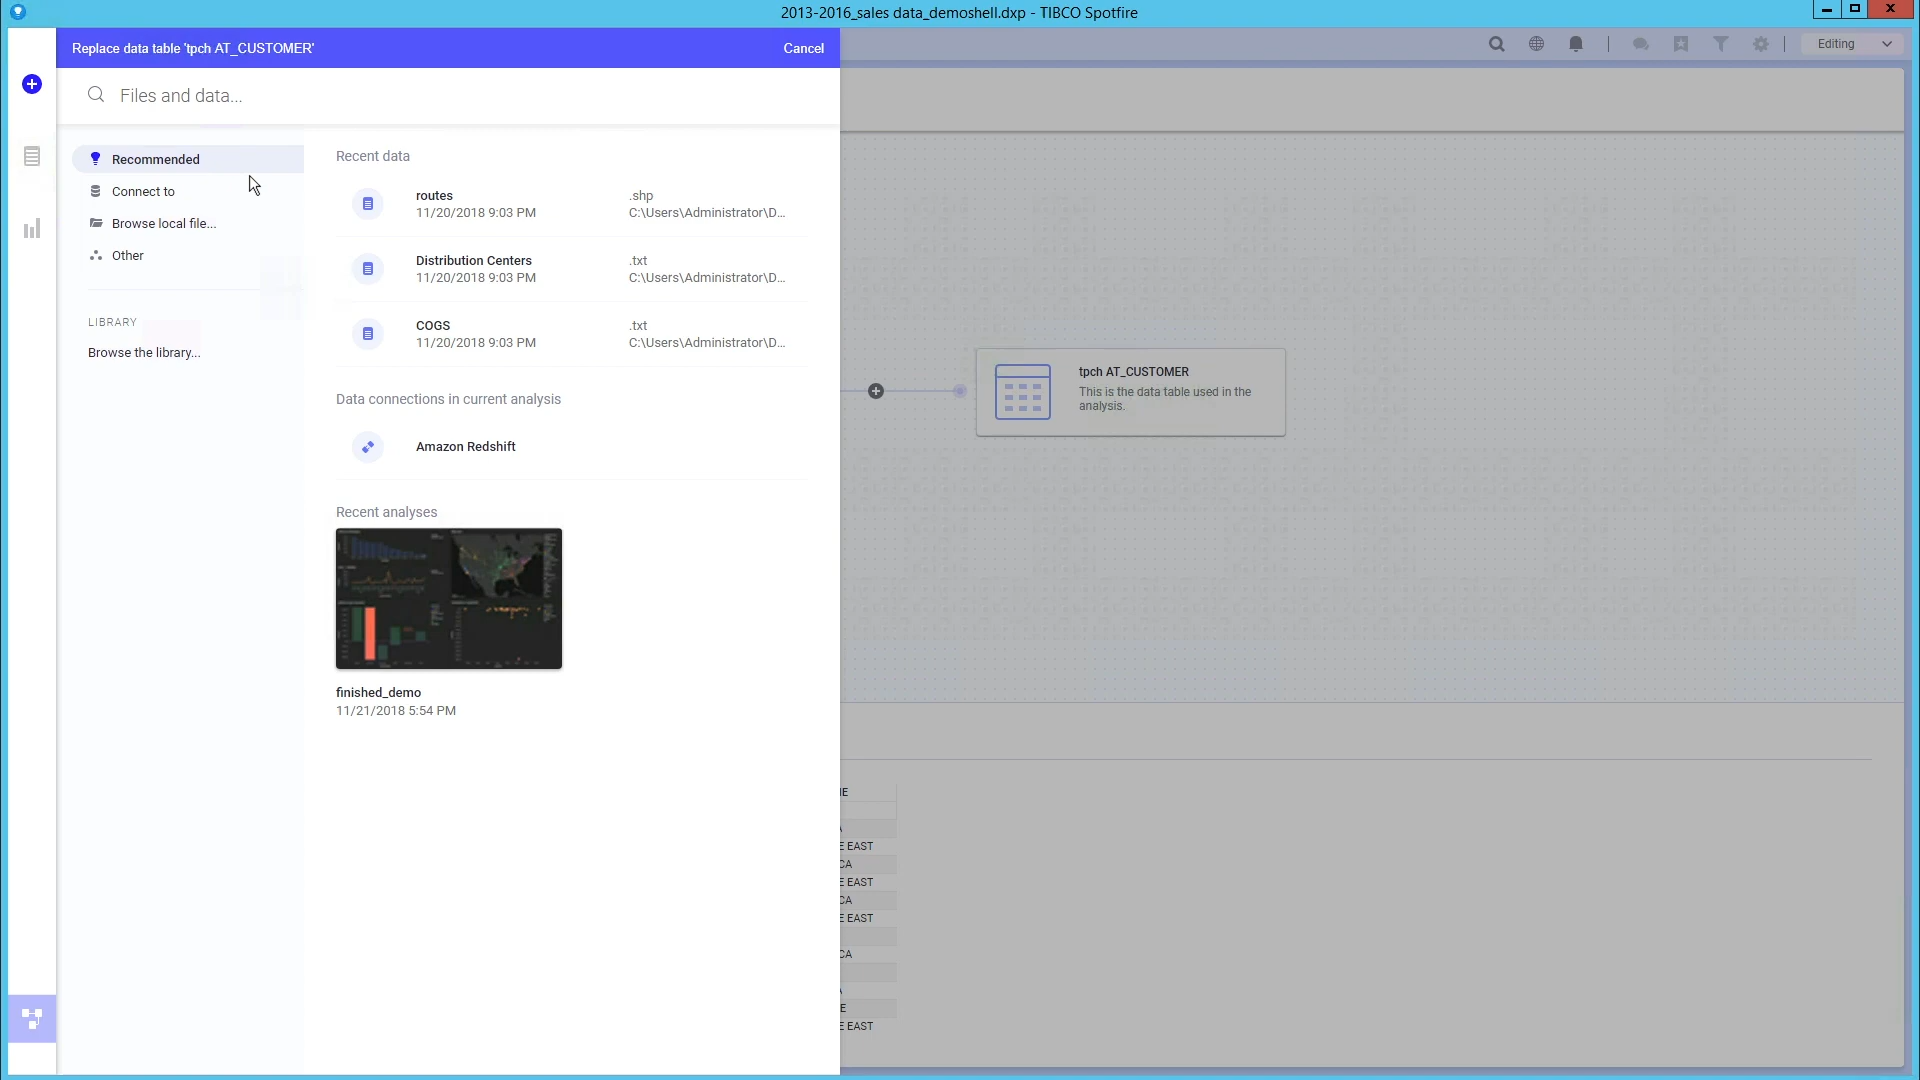 2013-2016_sales data_demoshell.dxp - TIBCO Spotfire
Replace data table 'tpch AT_CUSTOMER'
Cancel
Editing
Files and data...
Recommended
Connect to
Browse local file...
Other
LIBRARY
Browse the library...
Recent data
routes
11/20/2018 9:03 PM
.shp
C:\Users\Administrator\D...
Distribution Centers
11/20/2018 9:03 PM
.txt
C:\Users\Administrator\D...
COGS
11/20/2018 9:03 PM
.txt
C:\Users\Administrator\D...
Data connections in current analysis
Amazon Redshift
Recent analyses
finished_demo
11/21/2018 5:54 PM
tpch AT_CUSTOMER
This is the data table used in the
analysis.
E EAST
CA
E EAST
CA
E EAST
CA
E
E EAST